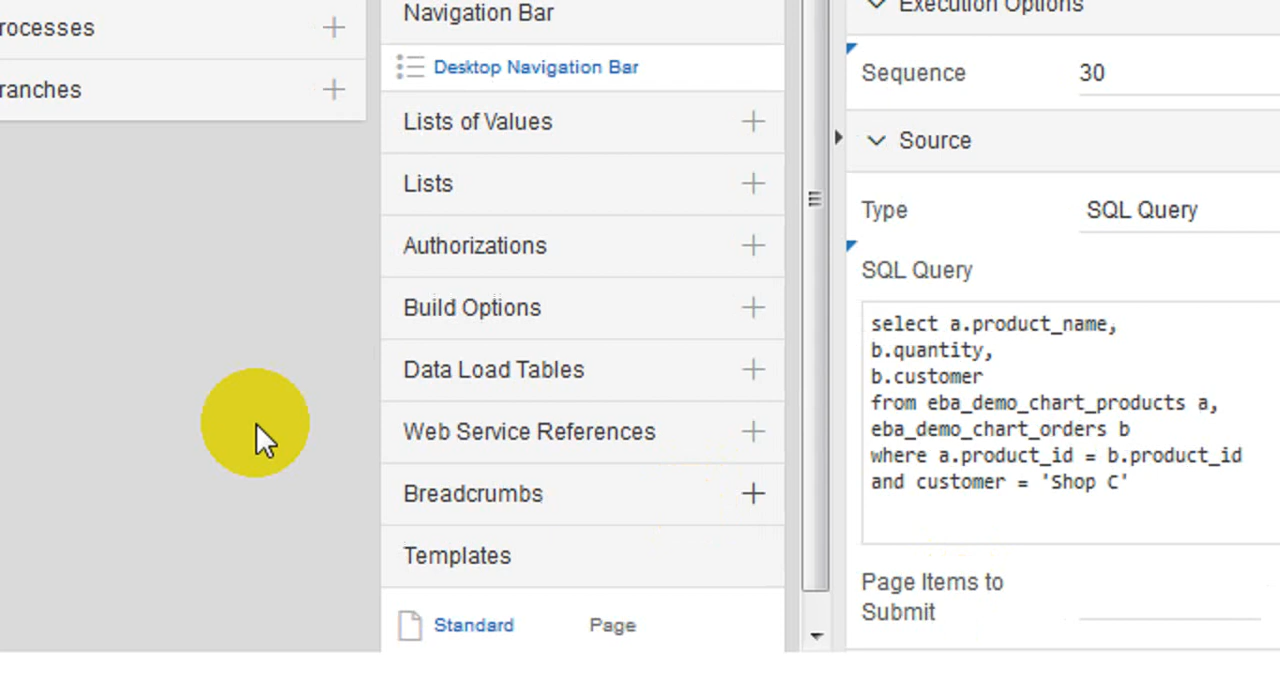 rocesses
ranches
Navigation Bar
Desktop Navigation Bar
Lists of Values
Lists
Authorizations
Build Options
Data Load Tables
Web Service References
Breadcrumbs
Templates
Standard Page
Execution Options
Sequence 30
Source
Type SQL Query
SQL Query
select a.product_name,
b.quantity,
b.customer
from eba_demo_chart_products a,
eba_demo_chart_orders b
where a.product_id = b.product_id
and customer = 'Shop C'
Page Items to
Submit